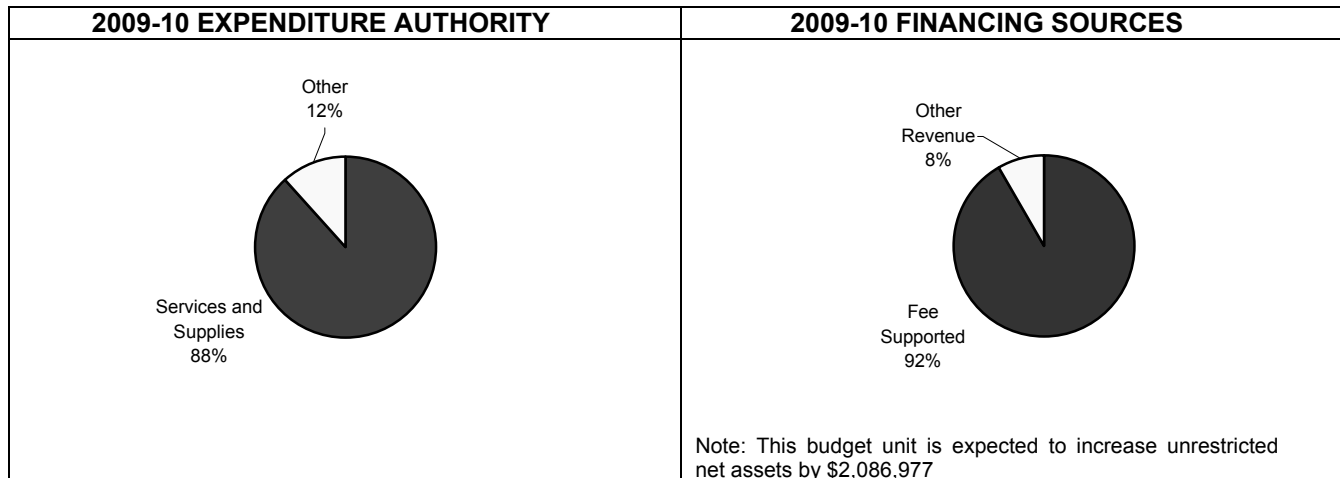 2009-10 EXPENDITURE AUTHORITY
2009-10 FINANCING SOURCES
Other
12%
Services and
Supplies
88%
Other
Revenue
8%
Fee
Supported
92%
Note: This budget unit is expected to increase unrestricted
net assets by $2,086,977